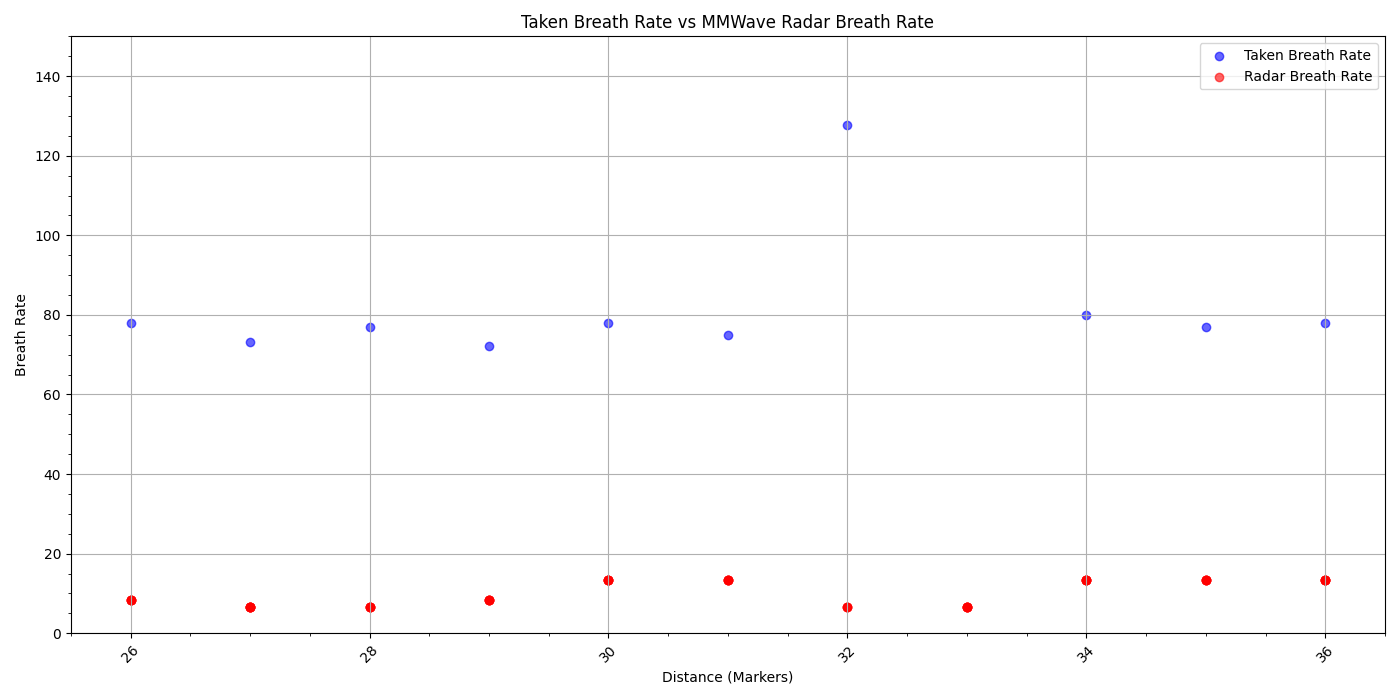 Taken Breath Rate vs MMWave Radar Breath Rate
Taken Breath Rate
Radar Breath Rate
Breath Rate
140
120
100
80
60
40
20
0
26
28
30
32
34
36
Distance (Markers)